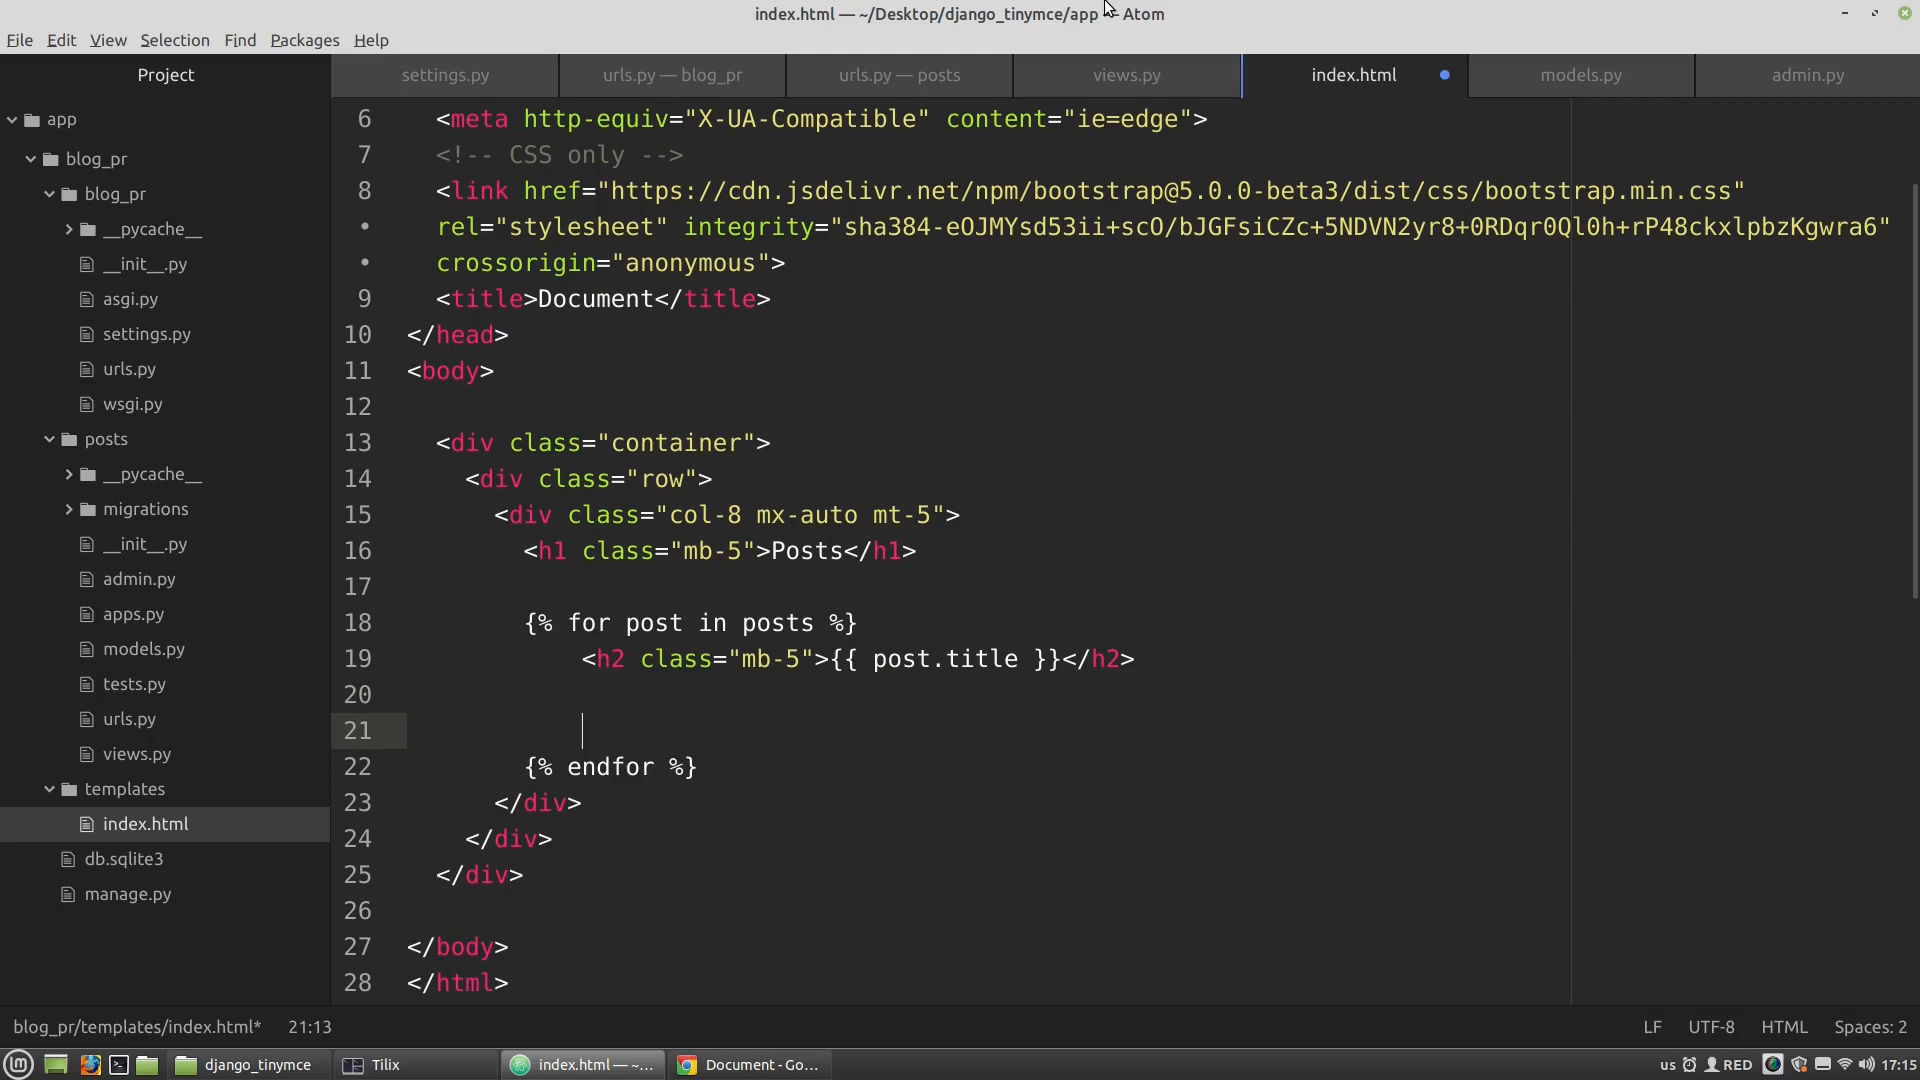 index.html — ~/Desktop/django_tinymce/app — Atom
File Edit View Selection Find Packages Help
Project
settings.py
urls.py — blog_pr
urls.py — posts
views.py
index.html
models.py
admin.py
app
blog_pr
blog_pr
__pycache__
__init__.py
asgi.py
settings.py
urls.py
wsgi.py
posts
__pycache__
migrations
__init__.py
admin.py
apps.py
models.py
tests.py
urls.py
views.py
templates
index.html
db.sqlite3
manage.py
6 <meta http-equiv="X-UA-Compatible" content="ie=edge">
7 <!-- CSS only -->
8 <link href="https://cdn.jsdelivr.net/npm/bootstrap@5.0.0-beta3/dist/css/bootstrap.min.css"
• rel="stylesheet" integrity="sha384-eOJMYsd53ii+scO/bJGFsiCZc+5NDVN2yr8+0RDqr0Ql0h+rP48ckxlpbzKgwra6"
• crossorigin="anonymous">
9 <title>Document</title>
10 </head>
11 <body>
12
13 <div class="container">
14 <div class="row">
15 <div class="col-8 mx-auto mt-5">
16 <h1 class="mb-5">Posts</h1>
17
18 {% for post in posts %}
19 <h2 class="mb-5">{{ post.title }}</h2>
20
21
22 {% endfor %}
23 </div>
24 </div>
25 </div>
26
27 </body>
28 </html>
blog_pr/templates/index.html* 21:13 LF UTF-8 HTML Spaces: 2
django_tinymce Tilix index.html — ~... Document - Go... us RED 17:15